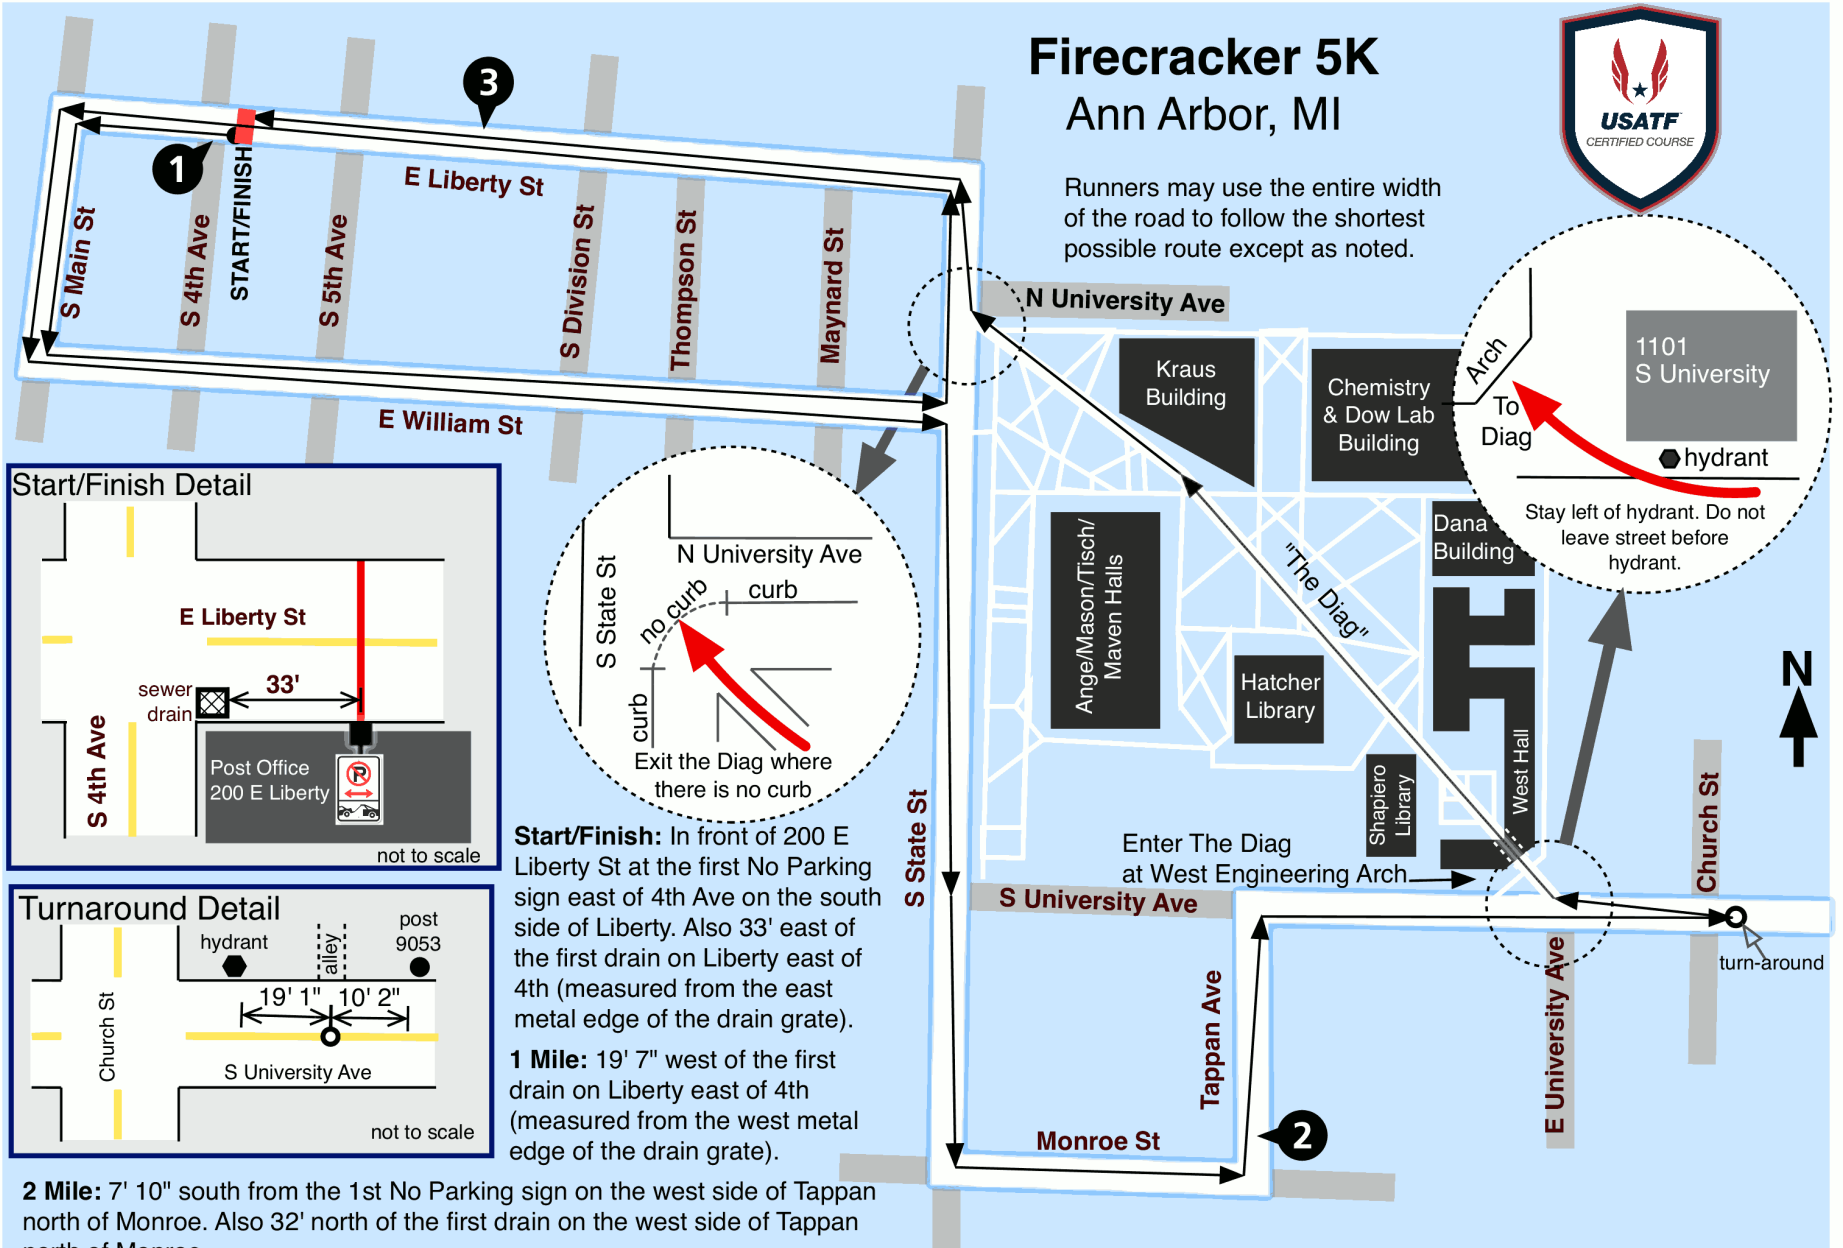 Firecracker 5K
Ann Arbor, MI
USATF
CERTIFIED COURSE
Runners may use the entire width
of the road to follow the shortest
possible route except as noted.
3
1
E Liberty St
S Main St
S 4th Ave
START/FINISH
S 5th Ave
S Division St
Thompson St
Maynard St
E William St
N University Ave
Kraus
Building
Chemistry
& Dow Lab
Building
Arch
To
Diag
1101
S University
hydrant
Stay left of hydrant. Do not
leave street before
hydrant.
Dana
Building
"The Diag"
Ange/Mason/Tisch/
Maven Halls
Hatcher
Library
Shapiero
Library
West Hall
N
Church St
Enter The Diag
at West Engineering Arch
S State St
S University Ave
turn-around
E University Ave
Tappan Ave
2
Monroe St
S State St
N University Ave
no curb
curb
curb
Exit the Diag where
there is no curb
Start/Finish Detail
E Liberty St
sewer
drain
33'
S 4th Ave
Post Office
200 E Liberty
P
not to scale
Turnaround Detail
hydrant
alley
post
9053
19' 1"
10' 2"
Church St
S University Ave
not to scale
Start/Finish: In front of 200 E
Liberty St at the first No Parking
sign east of 4th Ave on the south
side of Liberty. Also 33' east of
the first drain on Liberty east of
4th (measured from the east
metal edge of the drain grate).
1 Mile: 19' 7" west of the first
drain on Liberty east of 4th
(measured from the west metal
edge of the drain grate).
2 Mile: 7' 10" south from the 1st No Parking sign on the west side of Tappan
north of Monroe. Also 32' north of the first drain on the west side of Tappan
north of Monroe